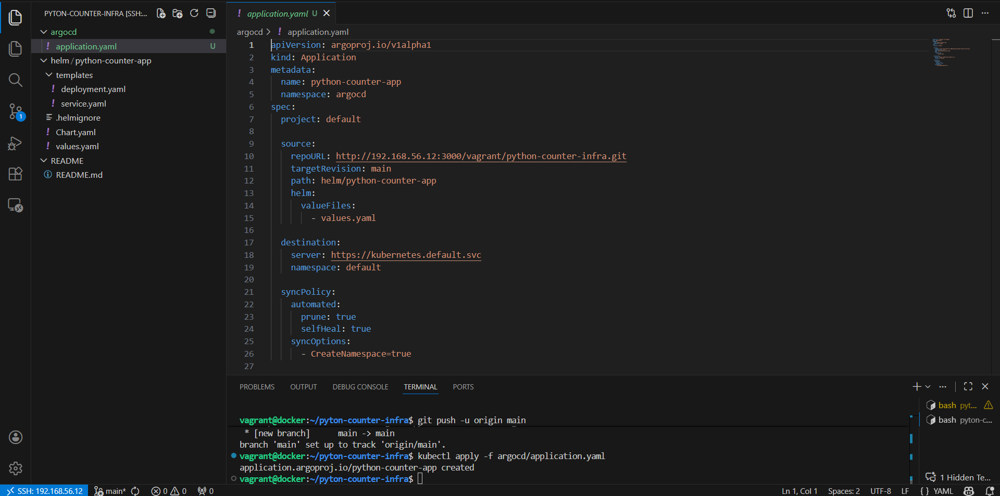 PYTON-COUNTER-INFRA [SSH:...
argocd
application.yaml U
helm/python-counter-app
templates
deployment.yaml
service.yaml
.helmignore
Chart.yaml
values.yaml
README
README.md
1
application.yaml U
argocd > application.yaml
1 apiVersion: argoproj.io/v1alpha1
2 kind: Application
3 metadata:
4 name: python-counter-app
5 namespace: argocd
6 spec:
7 project: default
8
9 source:
10 repoURL: http://192.168.56.12:3000/vagrant/python-counter-infra.git
11 targetRevision: main
12 path: helm/python-counter-app
13 helm:
14 valueFiles:
15 - values.yaml
16
17 destination:
18 server: https://kubernetes.default.svc
19 namespace: default
20
21 syncPolicy:
22 automated:
23 prune: true
24 selfHeal: true
25 syncOptions:
26 - CreateNamespace=true
27
PROBLEMS OUTPUT DEBUG CONSOLE TERMINAL PORTS
vagrant@docker:~/pyton-counter-infra$ git push -u origin main
* [new branch] main -> main
branch 'main' set up to track 'origin/main'.
vagrant@docker:~/pyton-counter-infra$ kubectl apply -f argocd/application.yaml
application.argoproj.io/python-counter-app created
vagrant@docker:~/pyton-counter-infra$
bash pyt...
bash pyton-c...
1 Hidden Te...
SSH: 192.168.56.12 main* 0 0 0 Ln 1, Col 1 Spaces: 2 UTF-8 LF {} YAML